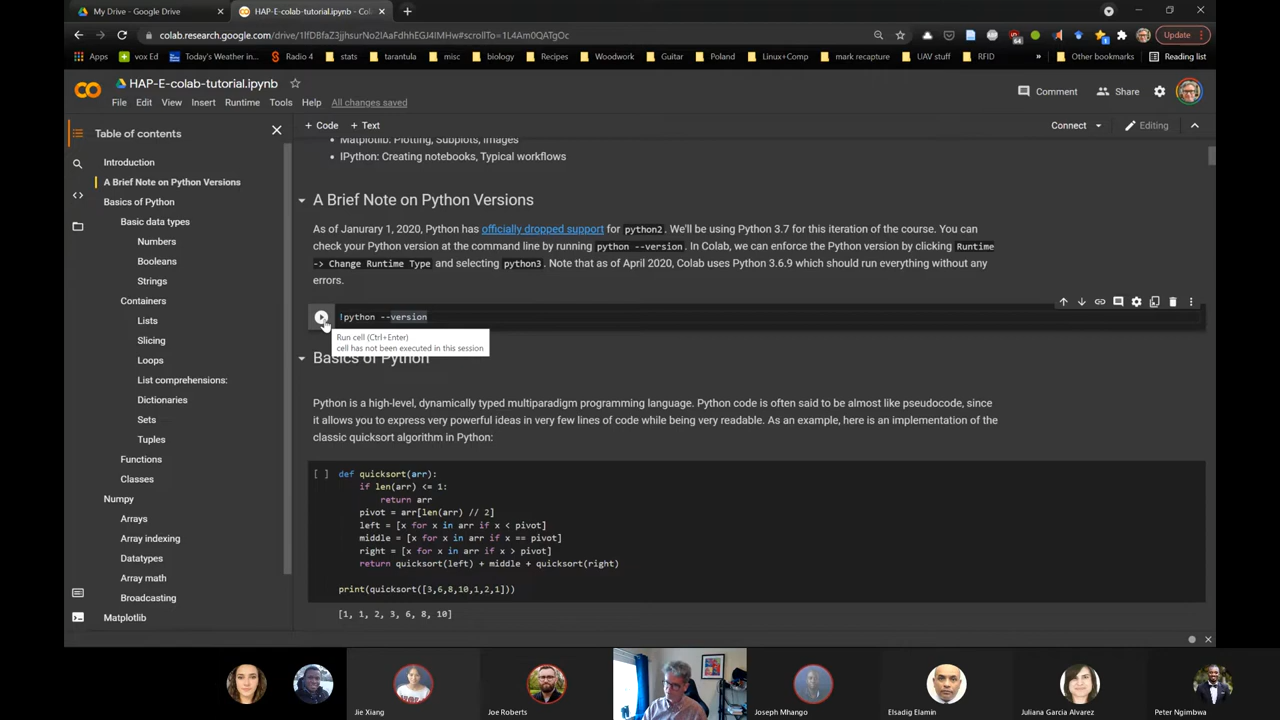 My Drive - Google Drive
HAP-E-colab-tutorial.ipynb - Cola
colab.research.google.com/drive/1IfDBfaZ3jjhsurNo2IAaFdhhEGJ4IMHw#scrollTo=1L4Am0QATgOc
Update
Apps
vox Ed
Today's Weather in...
Radio 4
stats
tarantula
misc
biology
Recipes
Woodwork
Guitar
Poland
Linux+Comp
mark recapture
UAV stuff
RFID
»
Other bookmarks
Reading list
HAP-E-colab-tutorial.ipynb
File Edit View Insert Runtime Tools Help All changes saved
Comment Share
+ Code + Text
Connect
Editing
Table of contents
Introduction
A Brief Note on Python Versions
Basics of Python
Basic data types
Numbers
Booleans
Strings
Containers
Lists
Slicing
Loops
List comprehensions:
Dictionaries
Sets
Tuples
Functions
Classes
Numpy
Arrays
Array indexing
Datatypes
Array math
Broadcasting
Matplotlib
• Matplotlib: Plotting, Subplots, Images
• IPython: Creating notebooks, Typical workflows
A Brief Note on Python Versions
As of Janurary 1, 2020, Python has officially dropped support for python2. We'll be using Python 3.7 for this iteration of the course. You can
check your Python version at the command line by running python --version. In Colab, we can enforce the Python version by clicking Runtime
-> Change Runtime Type and selecting python3. Note that as of April 2020, Colab uses Python 3.6.9 which should run everything without any
errors.
!python --version
Run cell (Ctrl+Enter)
cell has not been executed in this session
Basics of Python
Python is a high-level, dynamically typed multiparadigm programming language. Python code is often said to be almost like pseudocode, since
it allows you to express very powerful ideas in very few lines of code while being very readable. As an example, here is an implementation of the
classic quicksort algorithm in Python:
[ ] def quicksort(arr):
if len(arr) <= 1:
return arr
pivot = arr[len(arr) // 2]
left = [x for x in arr if x < pivot]
middle = [x for x in arr if x == pivot]
right = [x for x in arr if x > pivot]
return quicksort(left) + middle + quicksort(right)
print(quicksort([3,6,8,10,1,2,1]))
[1, 1, 2, 3, 6, 8, 10]
Jie Xiang
Joe Roberts
Joseph Mhango
Elsadig Elamin
Juliana Garcia Alvarez
Peter Ngimbwa